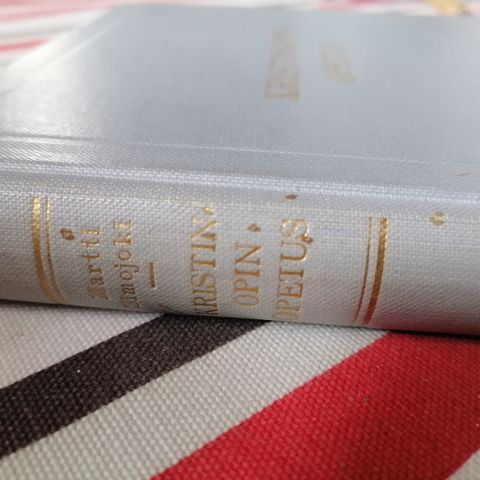 Martti
Simojoki
KRISTIN-
OPIN
OPETUS